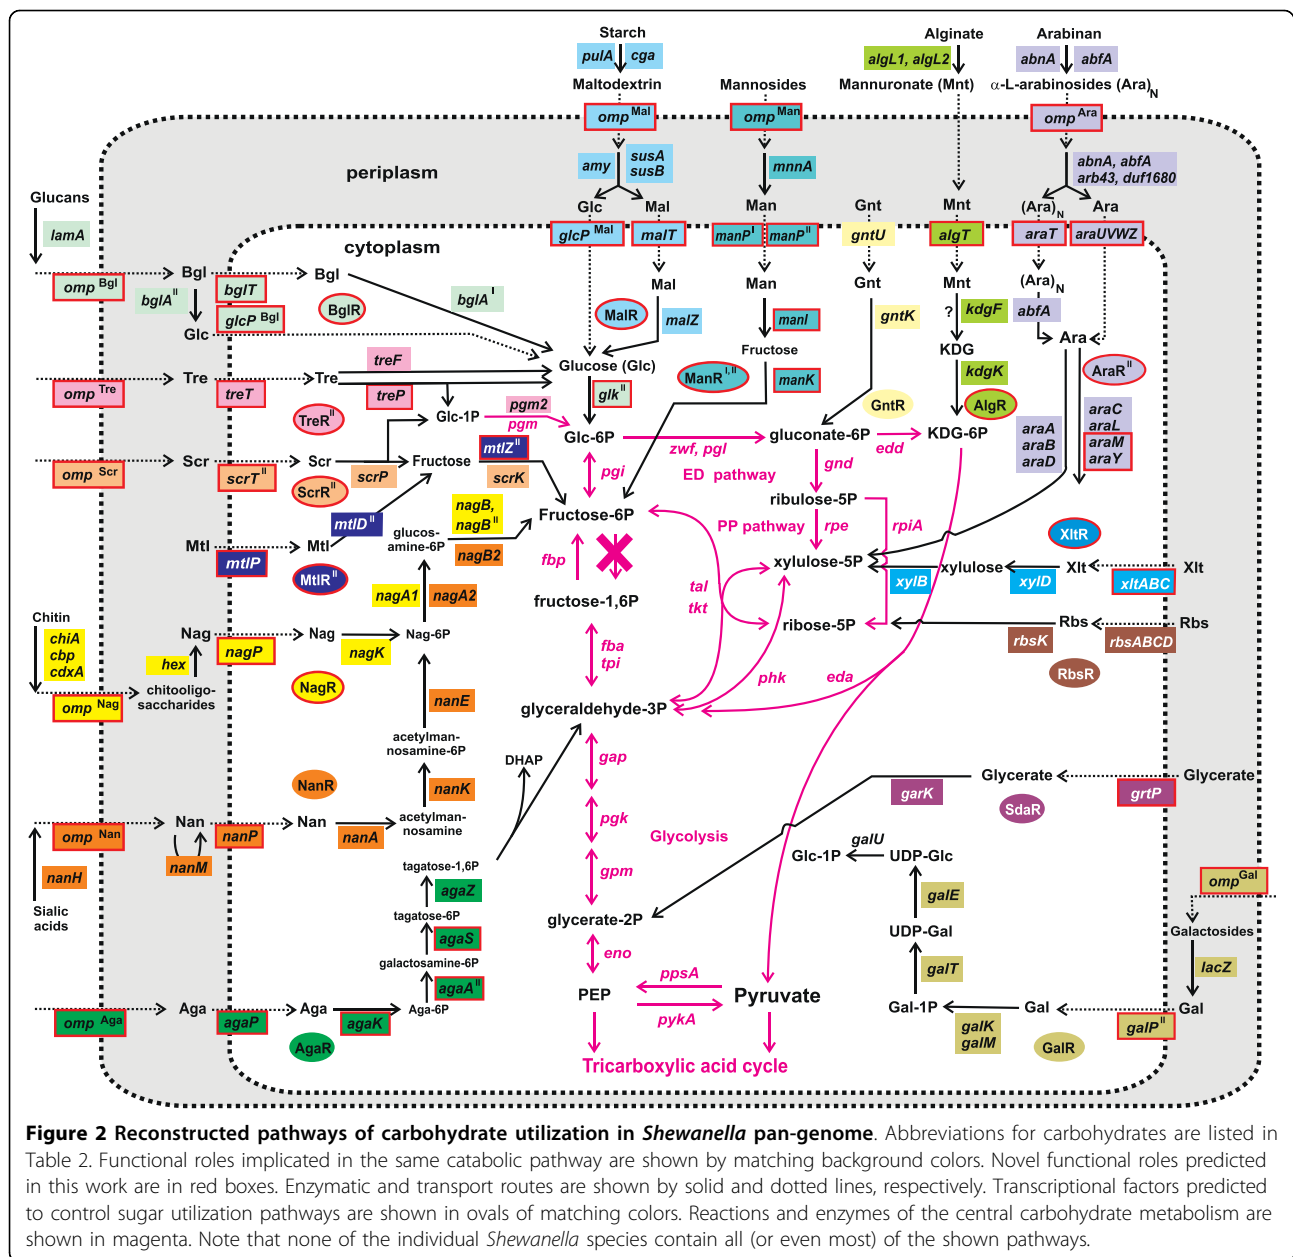 Starch
Alginate
Arabinan
pulA
cga
algL1, algL2
abnA
abfA
Maltodextrin
Mannosides
Mannuronate (Mnt)
α-L-arabinosides (Ara)N
omp Mal
omp Man
omp Ara
periplasm
amy
susA
susB
mnnA
abnA, abfA
arb43, duf1680
Glucans
Glc
Mal
Man
Gnt
Mnt
(Ara)N
Ara
lamA
cytoplasm
glcP Mal
malT
manP I
manP II
gntU
algT
araT
araUVWZ
Bgl
Bgl
omp Bgl
bglT
bglA II
glcP Bgl
BglR
bglA I
Mal
Man
Gnt
Mnt
(Ara)N
MalR
malZ
manI
gntK
?
kdgF
abfA
Glc
Fructose
KDG
Ara
treF
Glucose (Glc)
ManR I,II
manK
kdgK
AraR II
Tre
Tre
omp Tre
treT
treP
glk II
GntR
AlgR
TreR II
Glc-1P
pgm2
pgm
Glc-6P
gluconate-6P
KDG-6P
araC
araL
araM
araY
araA
araB
araD
zwf, pgl
edd
Scr
Scr
Fructose
mtlZ II
omp Scr
scrT II
scrP
scrK
pgi
ED pathway
gnd
ScrR II
ribulose-5P
mtlD II
nagB,
nagB II
Fructose-6P
PP pathway
rpe
rpiA
XltR
glucos-
amine-6P
Mtl
Mtl
mtlP
nagB2
fbp
xylulose-5P
xylulose
Xlt
Xlt
MtlR II
xylB
xylD
xltABC
nagA1
nagA2
fructose-1,6P
tal
tkt
Chitin
chiA
cbp
cdxA
Nag
Nag
Nag-6P
ribose-5P
Rbs
Rbs
nagP
nagK
fba
tpi
rbsK
rbsABCD
hex
phk
eda
RbsR
chitooligo-
saccharides
NagR
nanE
omp Nag
glyceraldehyde-3P
acetylman-
nosamine-6P
DHAP
gap
NanR
nanK
Glycerate
Glycerate
garK
grtP
SdaR
Nan
Nan
acetylman-
nosamine
pgk
Glycolysis
omp Nan
nanP
nanA
galU
nanM
Glc-1P
UDP-Glc
nanH
tagatose-1,6P
gpm
omp Gal
agaZ
galE
Sialic
acids
tagatose-6P
glycerate-2P
UDP-Gal
Galactosides
agaS
eno
galT
lacZ
galactosamine-6P
ppsA
agaA II
PEP
Pyruvate
Aga
Aga
Aga-6P
Gal-1P
Gal
Gal
omp Aga
agaP
agaK
pykA
galK
galM
galP II
AgaR
GalR
Tricarboxylic acid cycle
Figure 2 Reconstructed pathways of carbohydrate utilization in Shewanella pan-genome. Abbreviations for carbohydrates are listed in
Table 2. Functional roles implicated in the same catabolic pathway are shown by matching background colors. Novel functional roles predicted
in this work are in red boxes. Enzymatic and transport routes are shown by solid and dotted lines, respectively. Transcriptional factors predicted
to control sugar utilization pathways are shown in ovals of matching colors. Reactions and enzymes of the central carbohydrate metabolism are
shown in magenta. Note that none of the individual Shewanella species contain all (or even most) of the shown pathways.